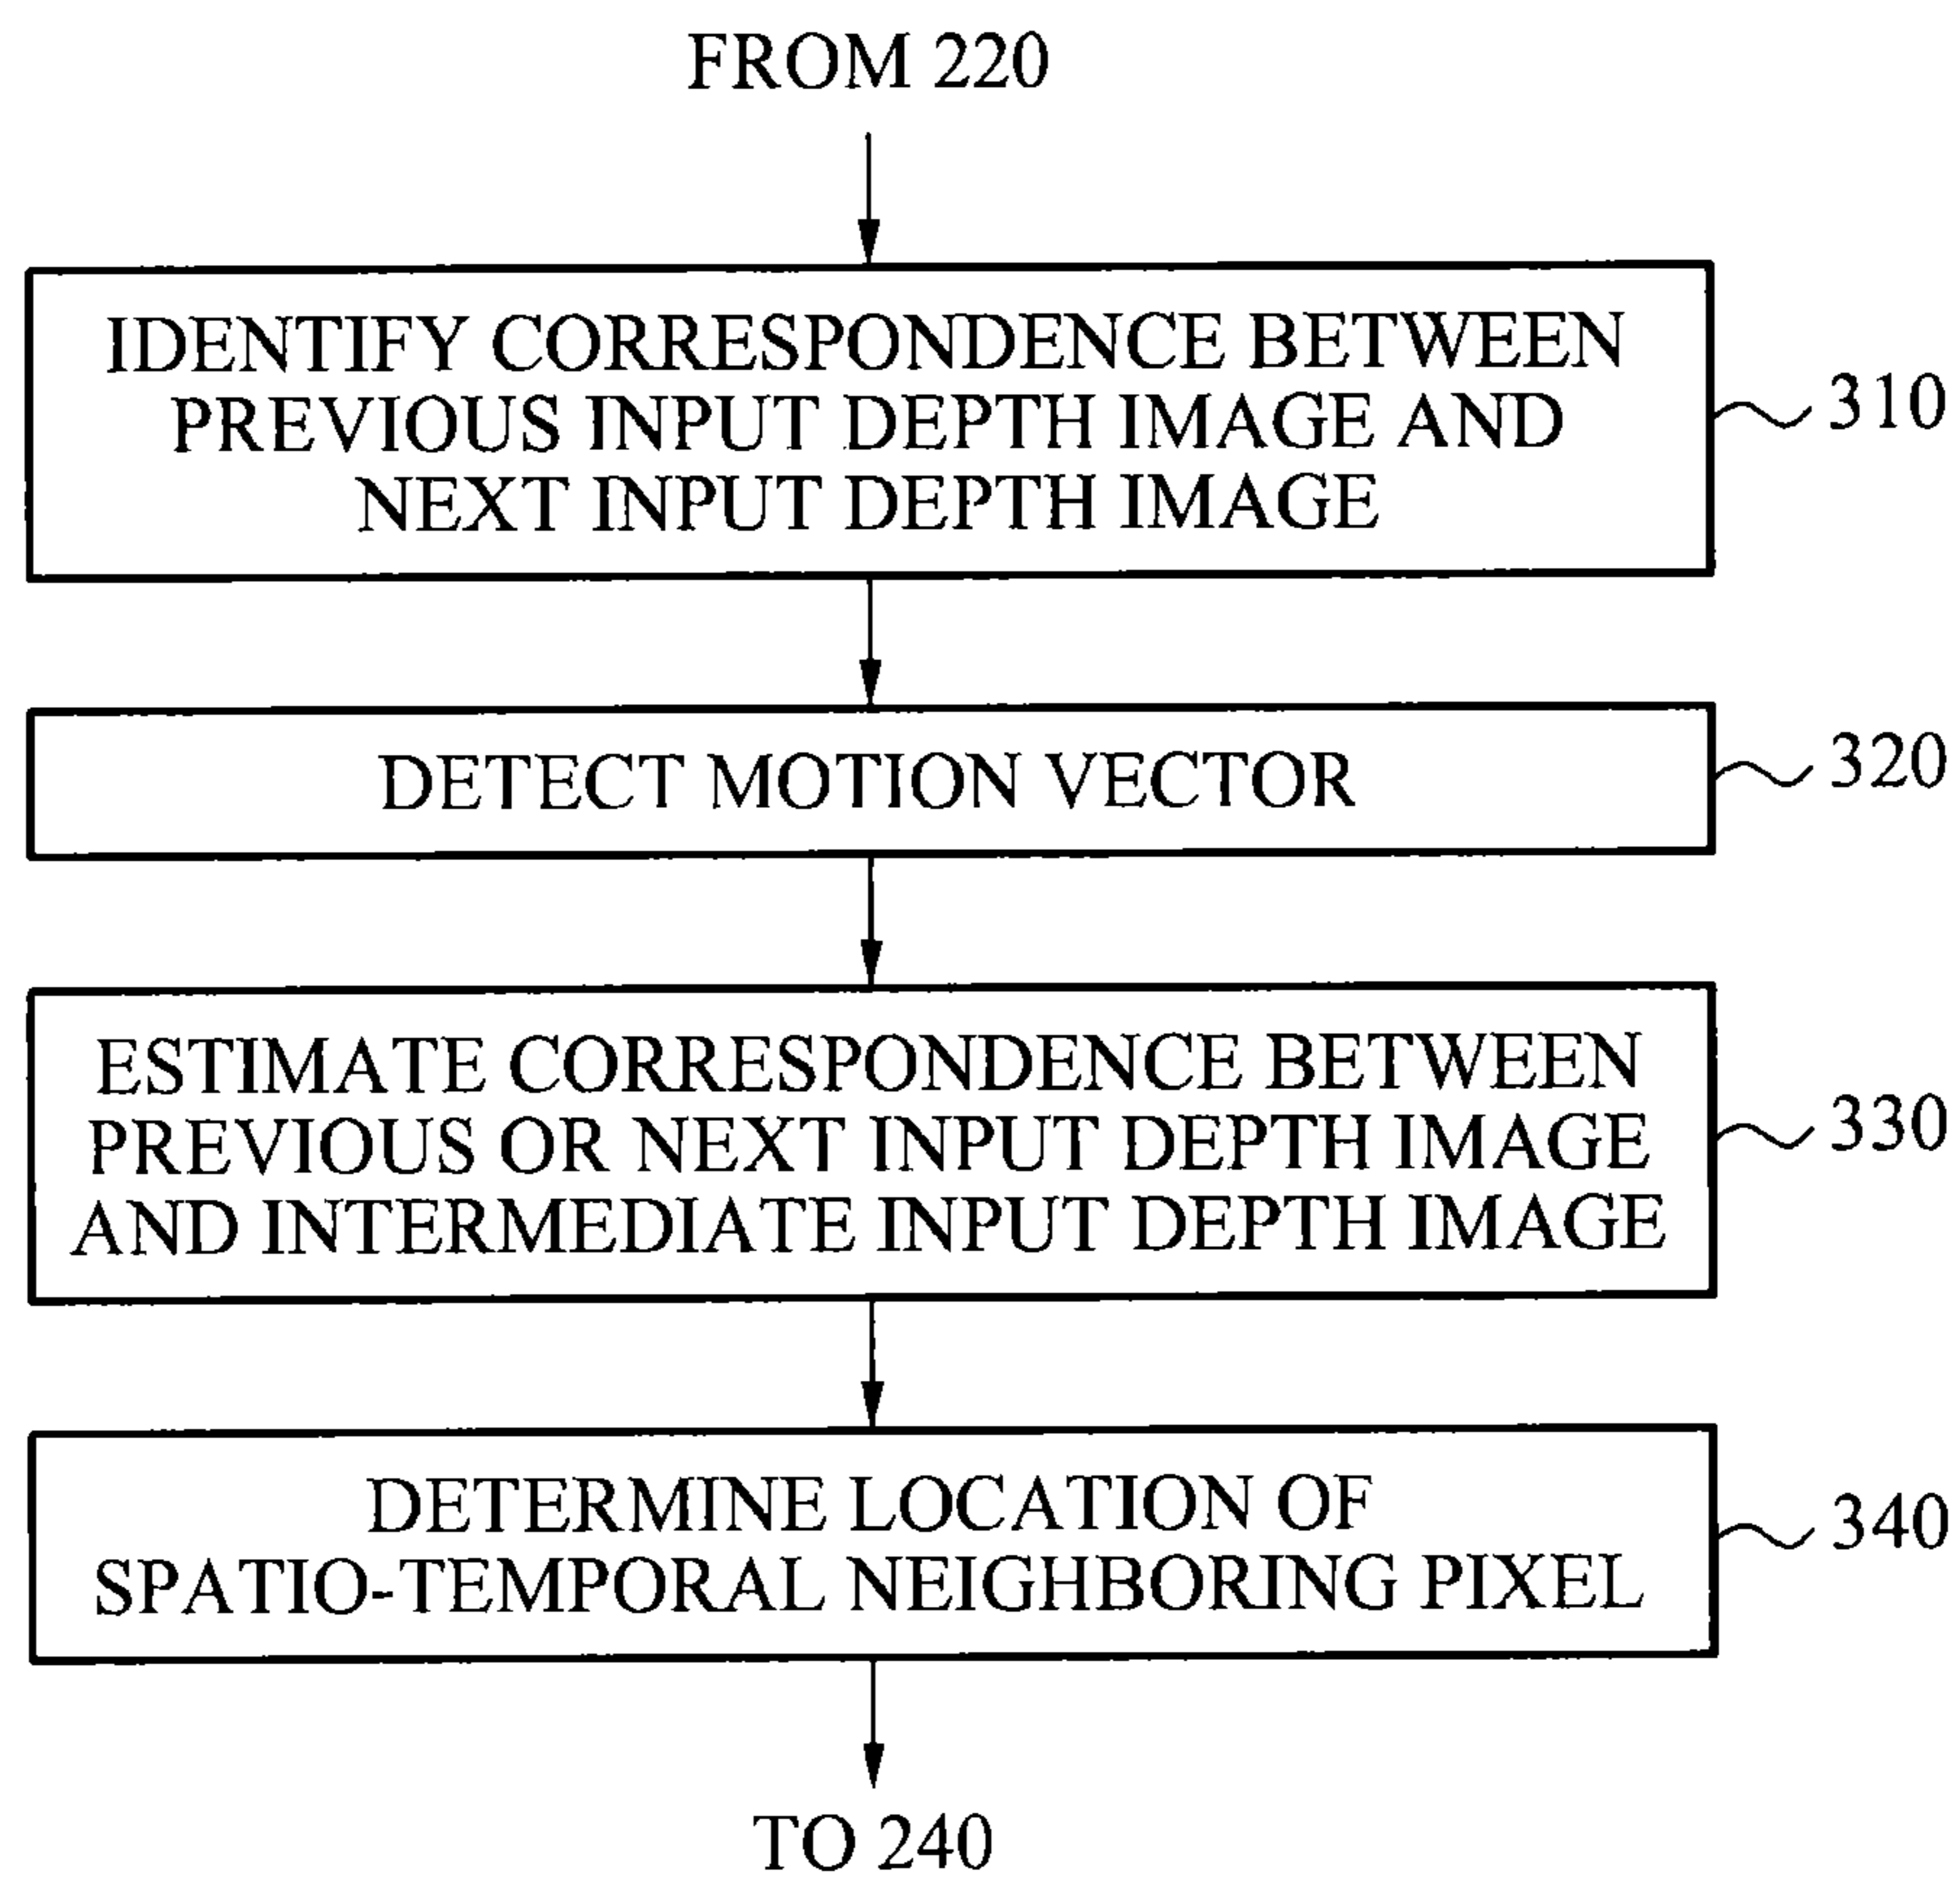 FROM 220
IDENTIFY CORRESPONDENCE BETWEEN
PREVIOUS INPUT DEPTH IMAGE AND
NEXT INPUT DEPTH IMAGE
310
DETECT MOTION VECTOR
320
ESTIMATE CORRESPONDENCE BETWEEN
PREVIOUS OR NEXT INPUT DEPTH IMAGE
AND INTERMEDIATE INPUT DEPTH IMAGE
330
DETERMINE LOCATION OF
SPATIO-TEMPORAL NEIGHBORING PIXEL
340
TO 240